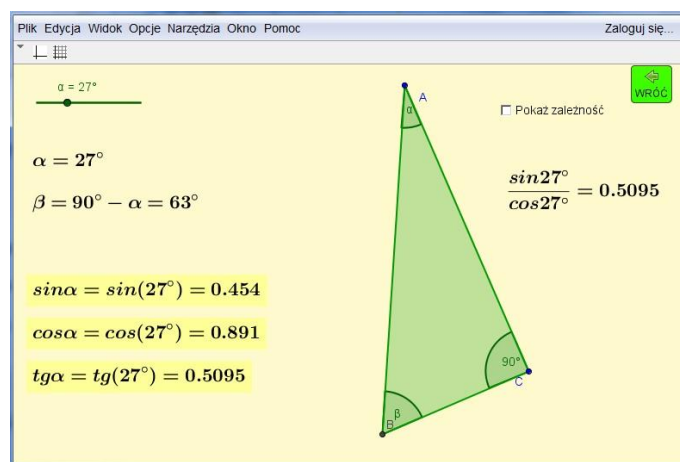 Plik Edycja Widok Opcje Narzędzia Okno Pomoc Zaloguj się...
α = 27°
WRÓĆ
A
α
Pokaż zależność
α = 27°
β = 90° − α = 63°
sin27°
cos27° = 0.5095
sinα = sin(27°) = 0.454
cosα = cos(27°) = 0.891
tgα = tg(27°) = 0.5095
90°
C
β
B